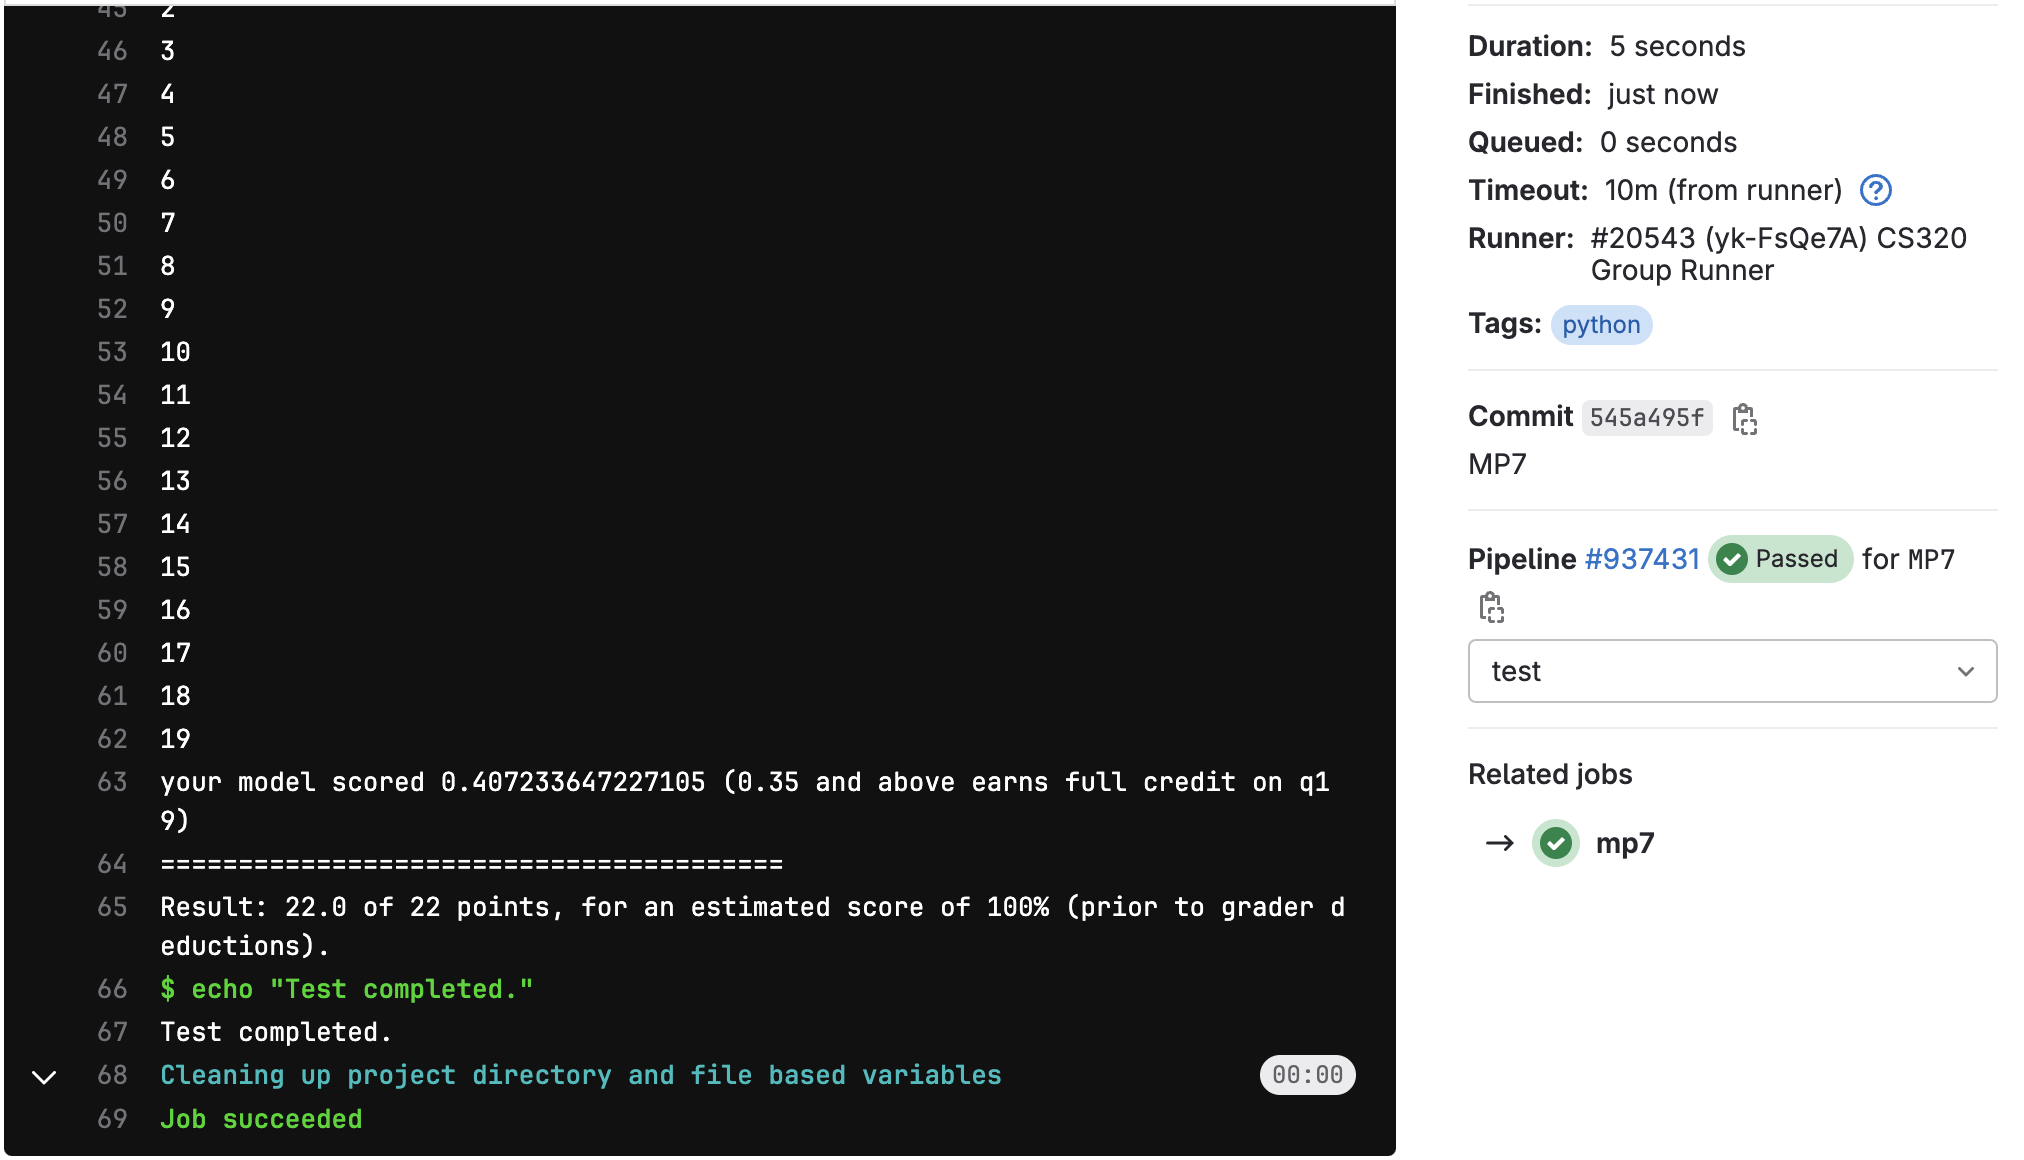 45 2
46 3
47 4
48 5
49 6
50 7
51 8
52 9
53 10
54 11
55 12
56 13
57 14
58 15
59 16
60 17
61 18
62 19
63 your model scored 0.407233647227105 (0.35 and above earns full credit on q1
9)
64 ========================================
65 Result: 22.0 of 22 points, for an estimated score of 100% (prior to grader d
eductions).
66 $ echo "Test completed."
67 Test completed.
68 Cleaning up project directory and file based variables 00:00
69 Job succeeded
Duration: 5 seconds
Finished: just now
Queued: 0 seconds
Timeout: 10m (from runner) ?
Runner: #20543 (yk-FsQe7A) CS320
Group Runner
Tags: python
Commit 545a495f
MP7
Pipeline #937431 Passed for MP7
test
Related jobs
→ mp7